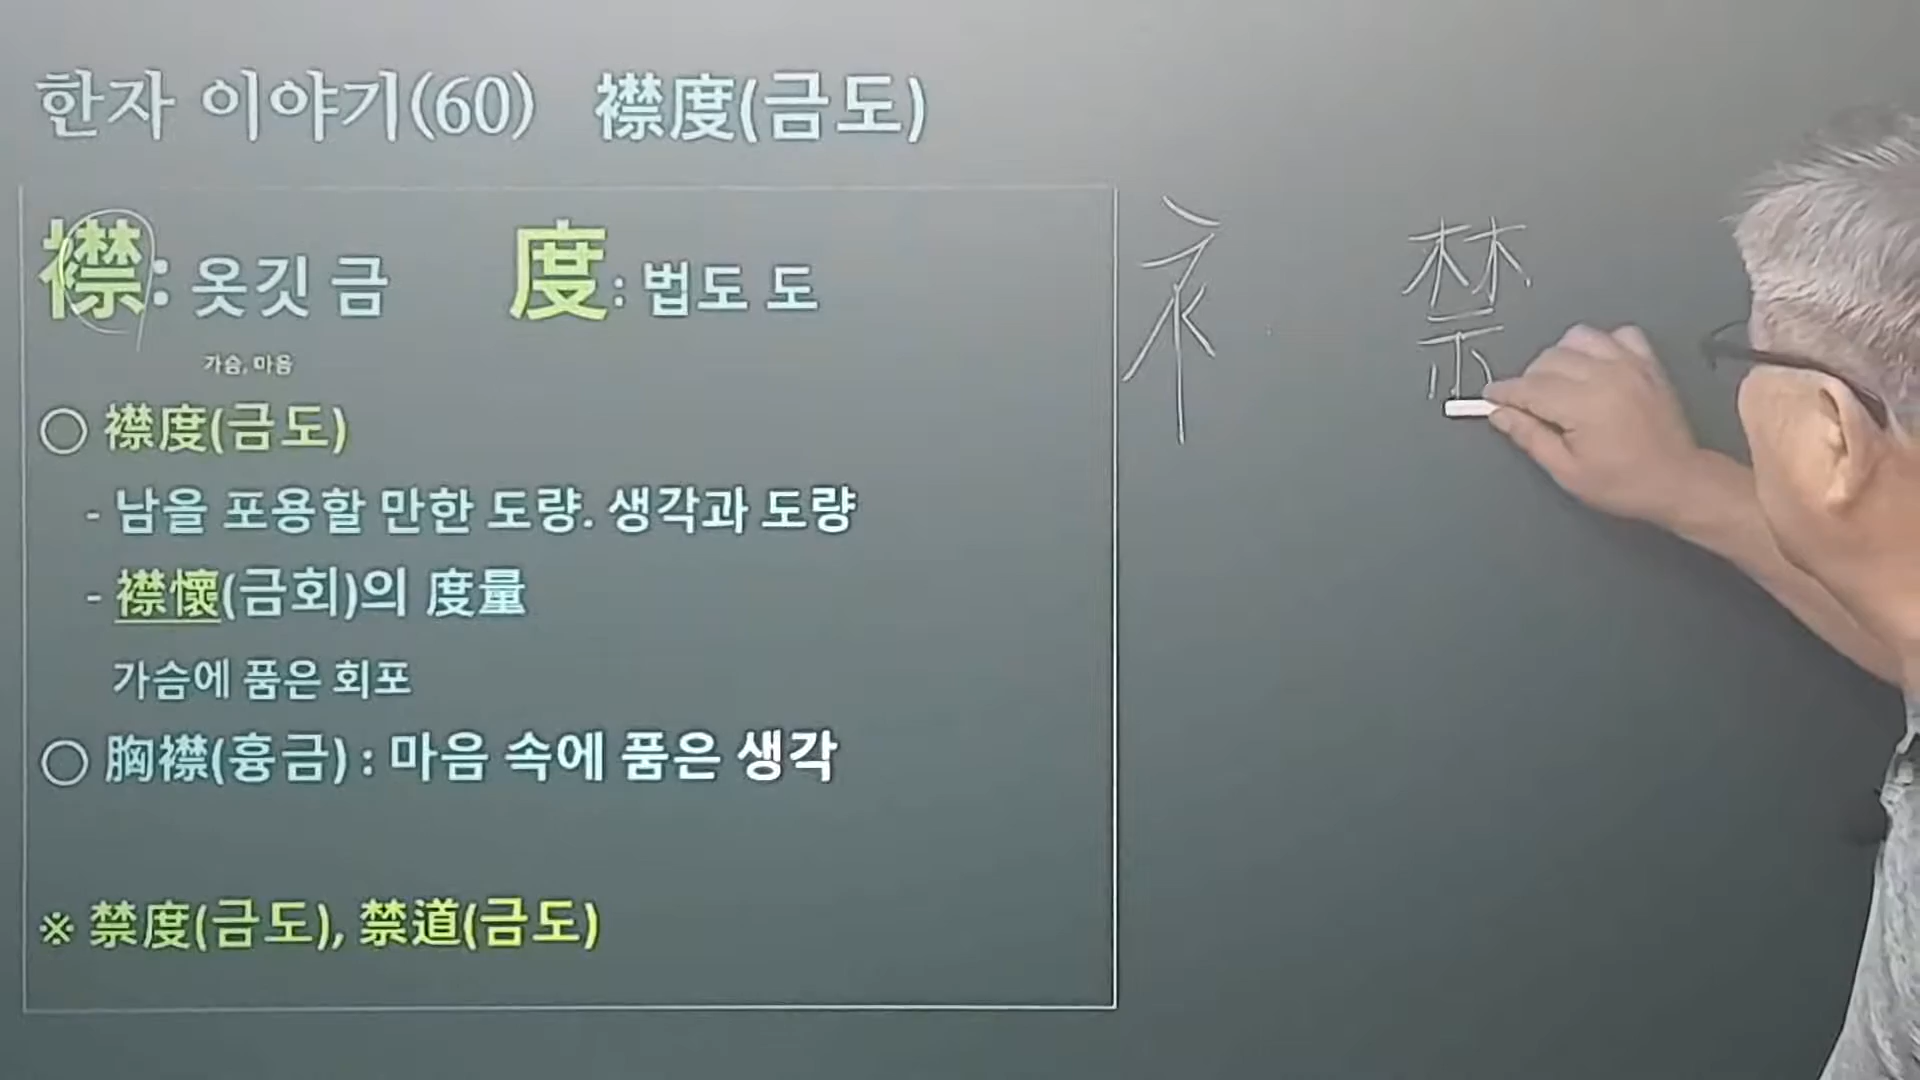 한자 이야기(60) 襟度(금도)
襟: 옷깃 금 度: 법도 도
가슴, 마음
○ 襟度(금도)
- 남을 포용할 만한 도량. 생각과 도량
- 襟懷(금회)의 度量
가슴에 품은 회포
○ 胸襟(흉금) : 마음 속에 품은 생각
※ 禁度(금도), 禁道(금도)
衤 禁